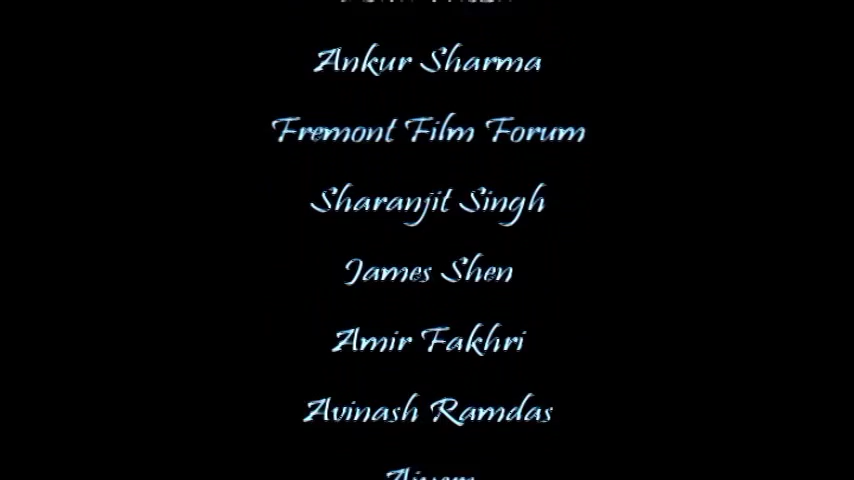 Ankur Sharma
Fremont Film Forum
Sharanjit Singh
James Shen
Amir Fakhri
Avinash Ramdas